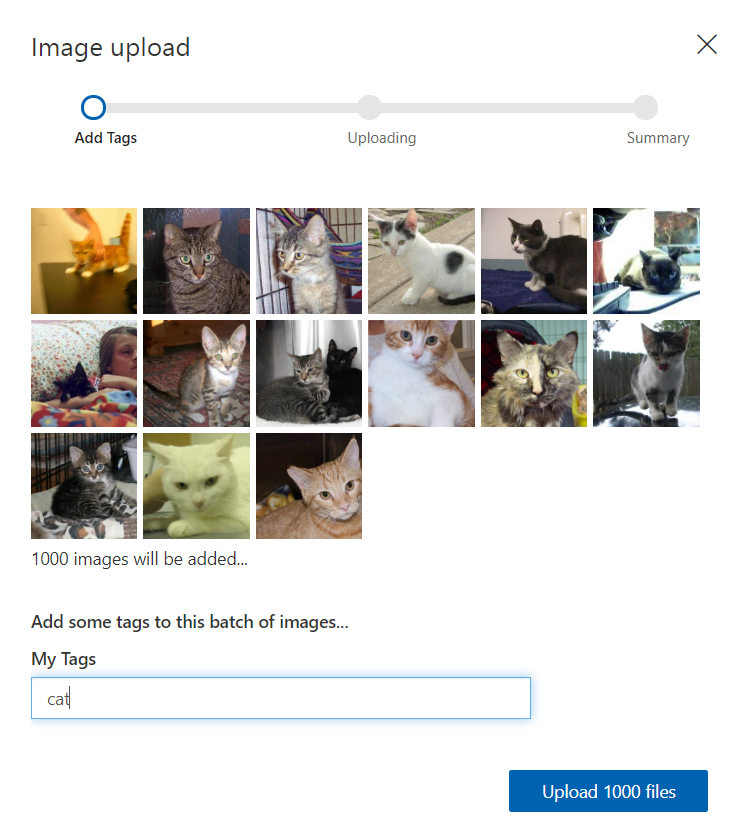 Image upload
Add Tags
Uploading
Summary
1000 images will be added...
Add some tags to this batch of images...
My Tags
cat
Upload 1000 files